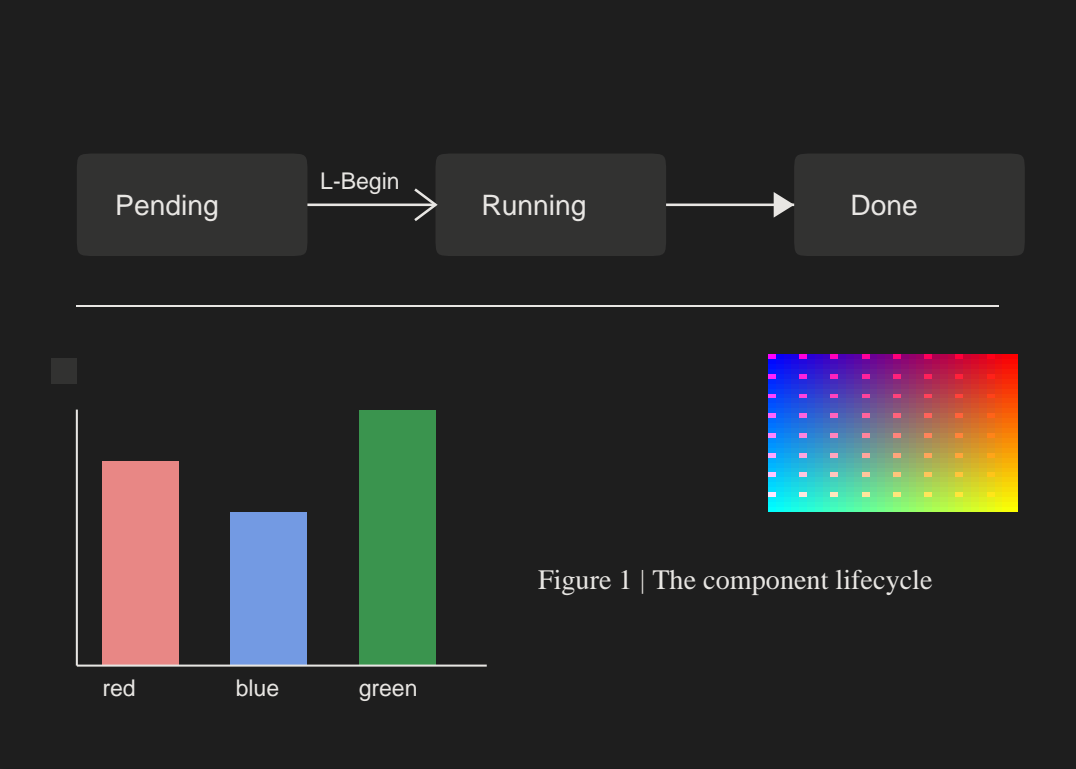 L-Begin
Pending
Running
Done
Figure 1 | The component lifecycle
red
blue
green